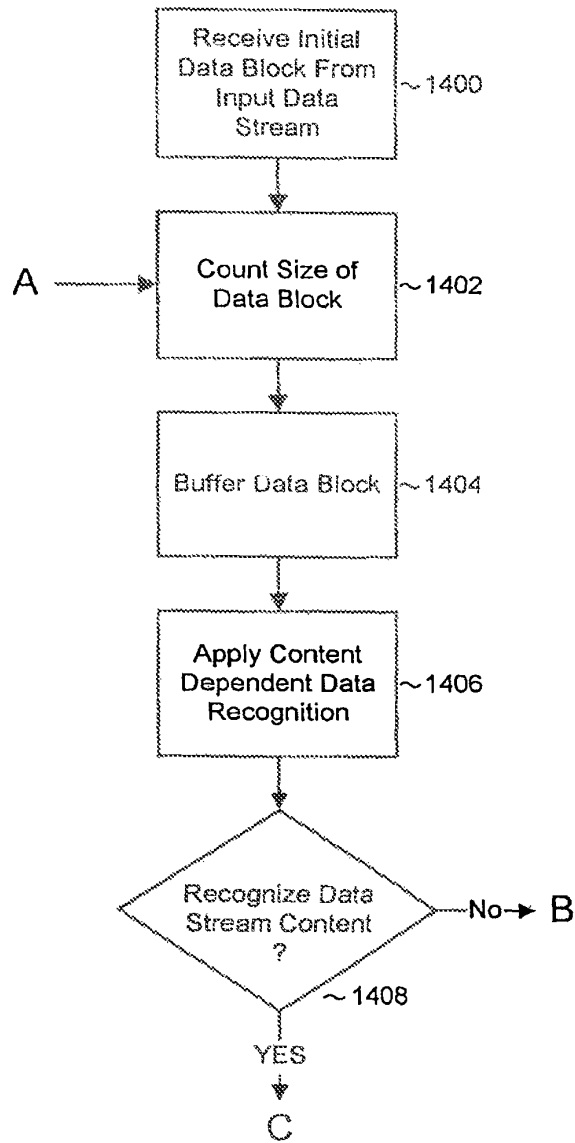 Receive Initial
Data Block From
Input Data
Stream
~1400
A
Count Size of
Data Block
~1402
Buffer Data Block
~1404
Apply Content
Dependent Data
Recognition
~1406
Recognize Data
Stream Content
?
No
B
~1408
YES
C